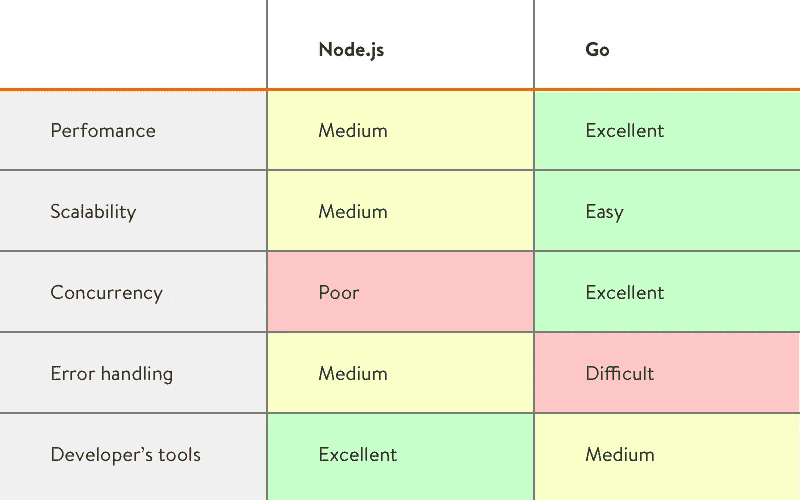 Node.js Go
Perfomance Medium Excellent
Scalability Medium Easy
Concurrency Poor Excellent
Error handling Medium Difficult
Developer’s tools Excellent Medium